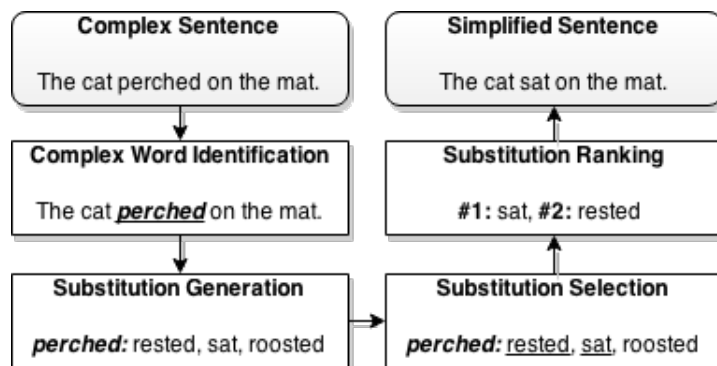 Complex Sentence
The cat perched on the mat.
Complex Word Identification
The cat perched on the mat.
Substitution Generation
perched: rested, sat, roosted
Substitution Selection
perched: rested, sat, roosted
Substitution Ranking
#1: sat, #2: rested
Simplified Sentence
The cat sat on the mat.